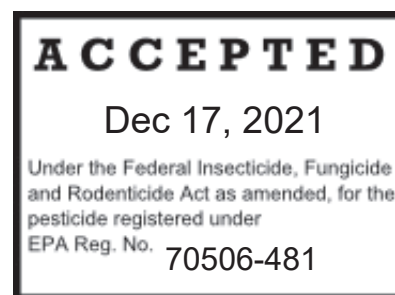 ACCEPTED
Dec 17, 2021
Under the Federal Insecticide, Fungicide
and Rodenticide Act as amended, for the
pesticide registered under
EPA Reg. No. 70506-481